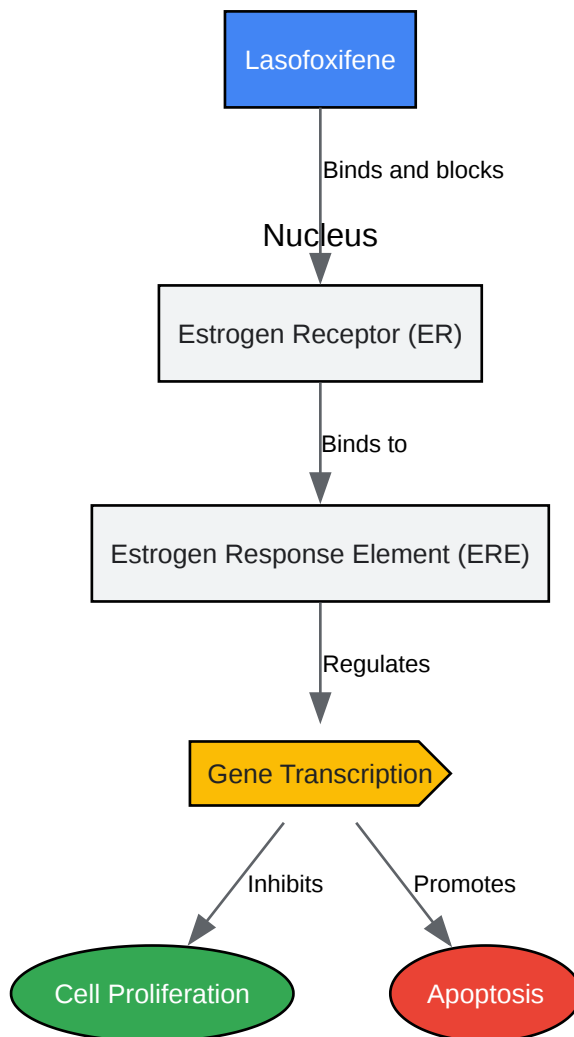 Lasofoxifene
Binds and blocks
Nucleus
Estrogen Receptor (ER)
Binds to
Estrogen Response Element (ERE)
Regulates
Gene Transcription
Inhibits
Promotes
Cell Proliferation
Apoptosis